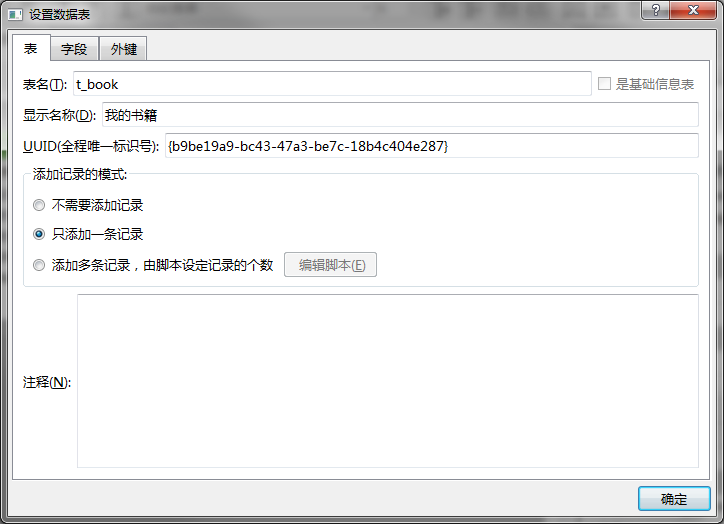 设置数据表
表 字段 外键
表名(T): t_book 是基础信息表
显示名称(D): 我的书籍
UUID(全程唯一标识号): {b9be19a9-bc43-47a3-be7c-18b4c404e287}
添加记录的模式:
不需要添加记录
只添加一条记录
添加多条记录，由脚本设定记录的个数 编辑脚本(E)
注释(N):
确定